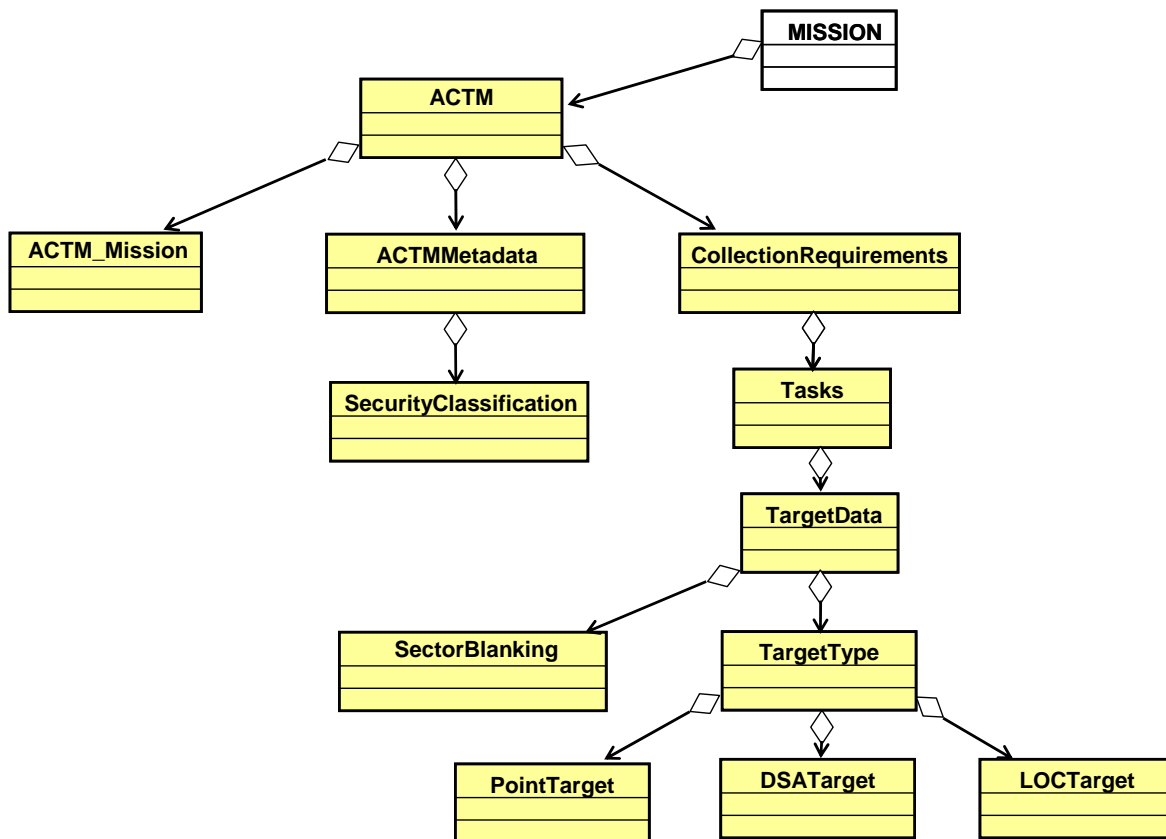 MISSION
ACTM
ACTM_Mission
ACTMMetadata
CollectionRequirements
Tasks
SecurityClassification
TargetData
SectorBlanking
TargetType
PointTarget
DSATarget
LOCTarget